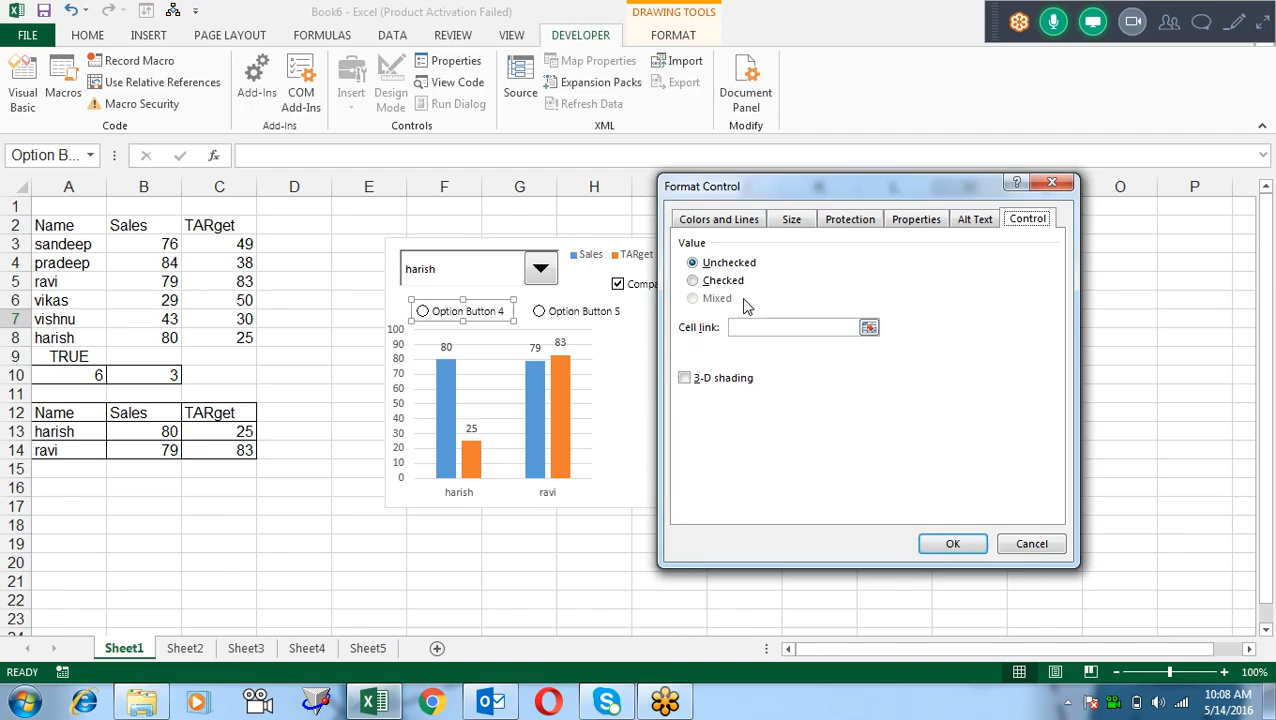 Book6 - Excel (Product Activation Failed)
DRAWING TOOLS
FILE HOME INSERT PAGE LAYOUT FORMULAS DATA REVIEW VIEW DEVELOPER FORMAT
Visual Basic
Macros
Record Macro
Use Relative References
Macro Security
Code
Add-Ins
COM Add-Ins
Add-Ins
Insert
Design Mode
Properties
View Code
Run Dialog
Controls
Source
Map Properties
Expansion Packs
Refresh Data
Import
Export
XML
Document Panel
Modify
Option B...
fx
A B C D E F G H O P
1
2 Name Sales TARget
3 sandeep 76 49
4 pradeep 84 38
5 ravi 79 83
6 vikas 29 50
7 vishnu 43 30
8 harish 80 25
9 TRUE
10 6 3
11
12 Name Sales TARget
13 harish 80 25
14 ravi 79 83
15
16
17
18
19
20
21
22
23
harish
Sales TARget
Compa
Option Button 4 Option Button 5
100
90
80
70
60
50
40
30
20
10
0
80 25 79 83
harish ravi
Format Control
Colors and Lines Size Protection Properties Alt Text Control
Value
Unchecked
Checked
Mixed
Cell link:
3-D shading
OK Cancel
Sheet1 Sheet2 Sheet3 Sheet4 Sheet5
READY
100%
10:08 AM
5/14/2016